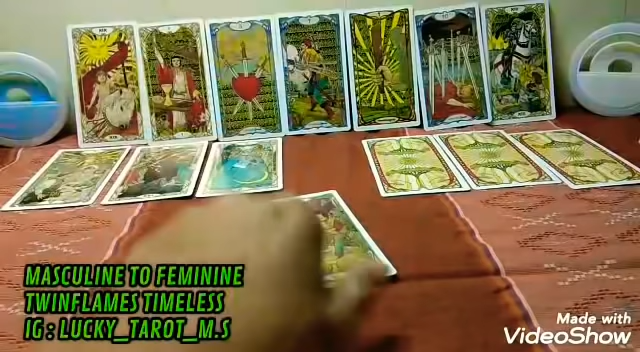 MASCULINE TO FEMININE
TWINFLAMES TIMELESS
IG : LUCKY_TAROT_M.S
Made with
VideoShow